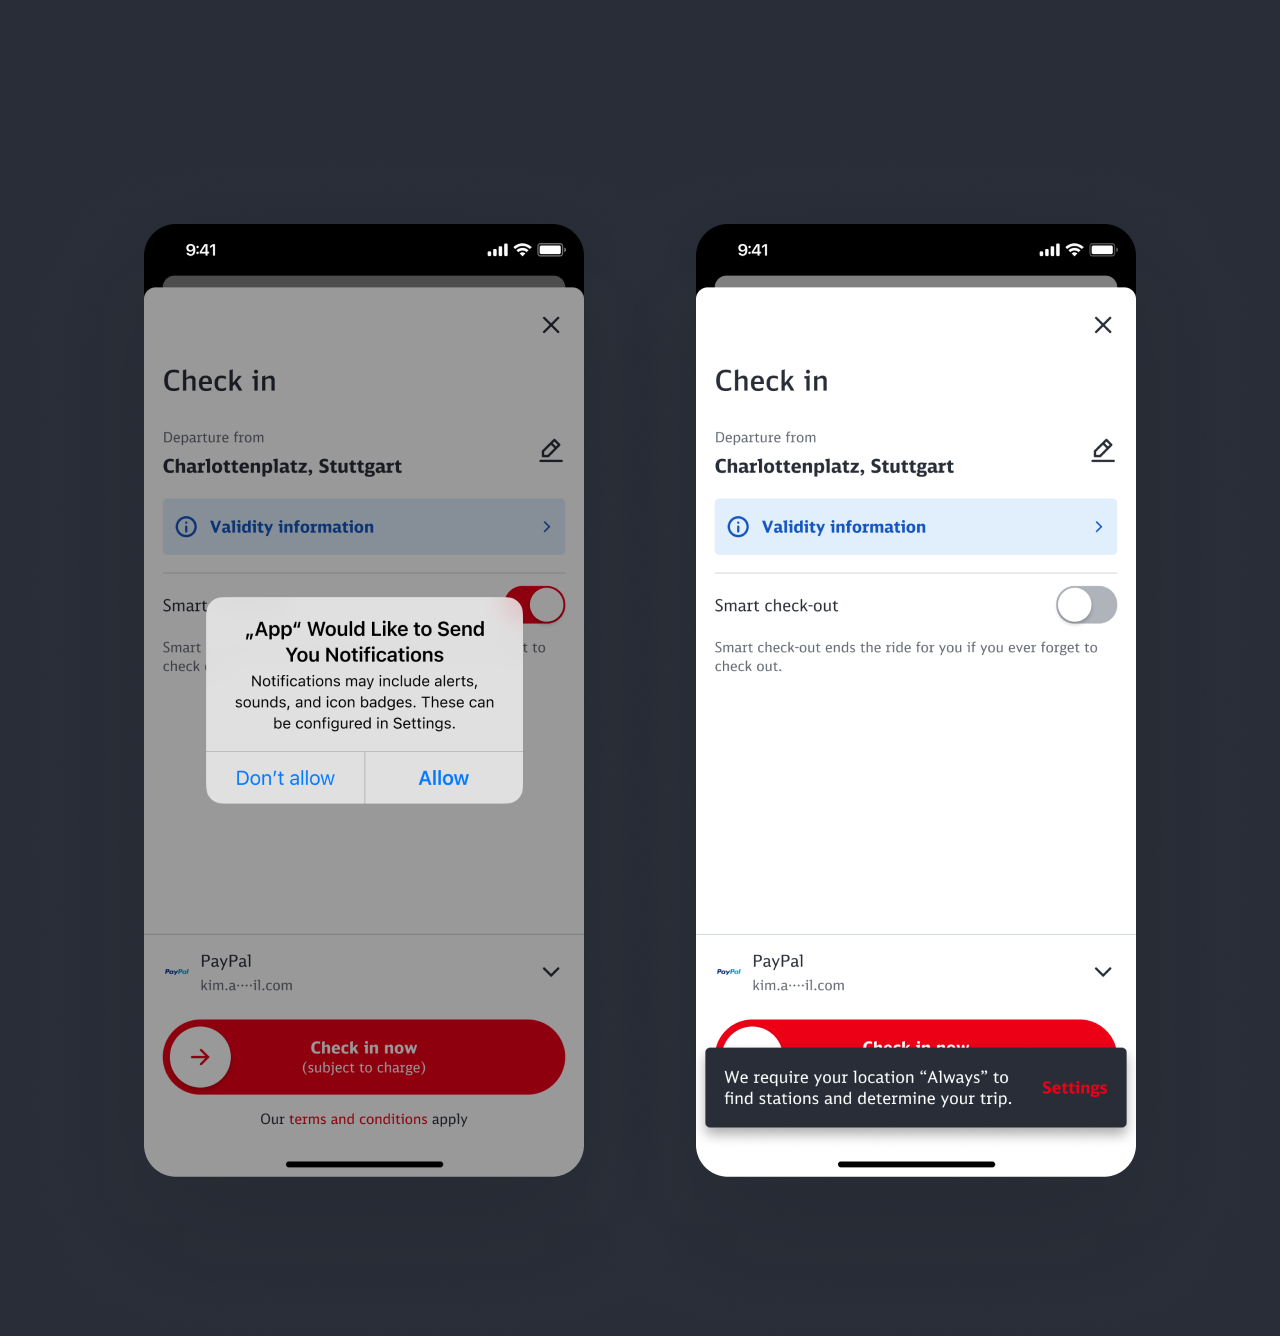 9:41
Check in
Departure from
Charlottenplatz, Stuttgart
Validity information
Smart
Smart
t to
check
„App“ Would Like to Send
You Notifications
Notifications may include alerts,
sounds, and icon badges. These can
be configured in Settings.
Don’t allow
Allow
PayPal
PayPal
kim.a····il.com
Check in now
(subject to charge)
Our terms and conditions apply
9:41
Check in
Departure from
Charlottenplatz, Stuttgart
Validity information
Smart check-out
Smart check-out ends the ride for you if you ever forget to
check out.
PayPal
PayPal
kim.a····il.com
Check in now
We require your location “Always” to
find stations and determine your trip.
Settings